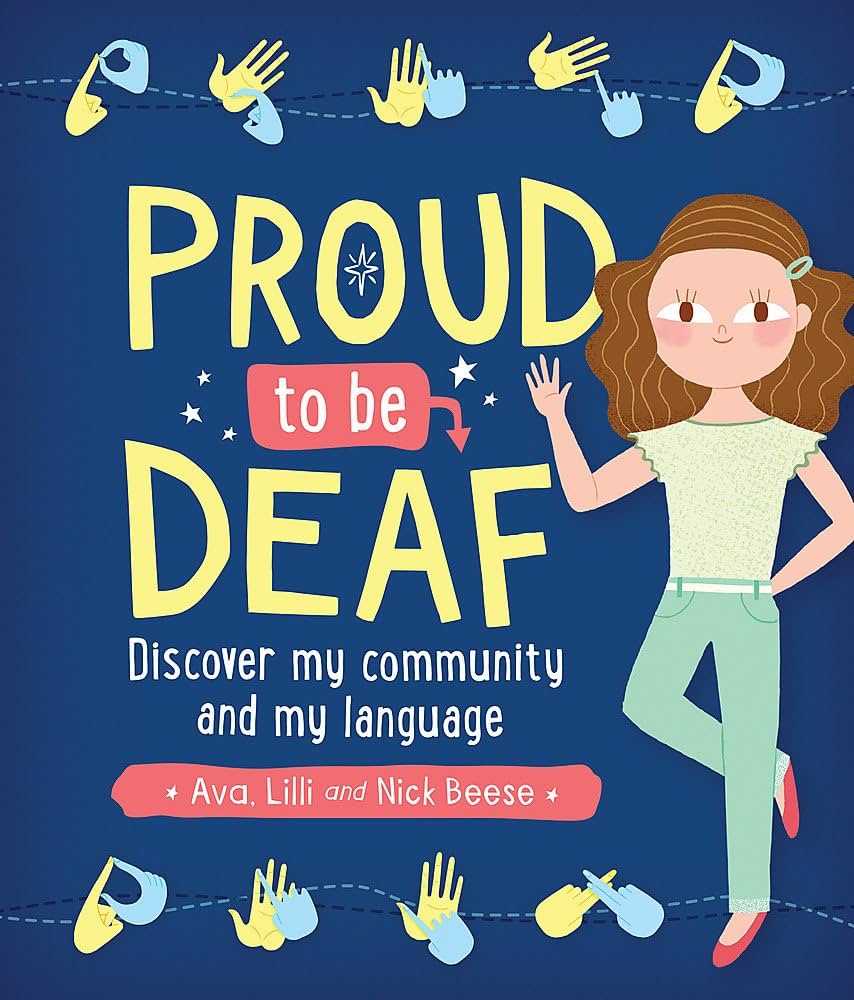 PROUD
to be
DEAF
Discover my community
and my language
Ava, Lilli and Nick Beese